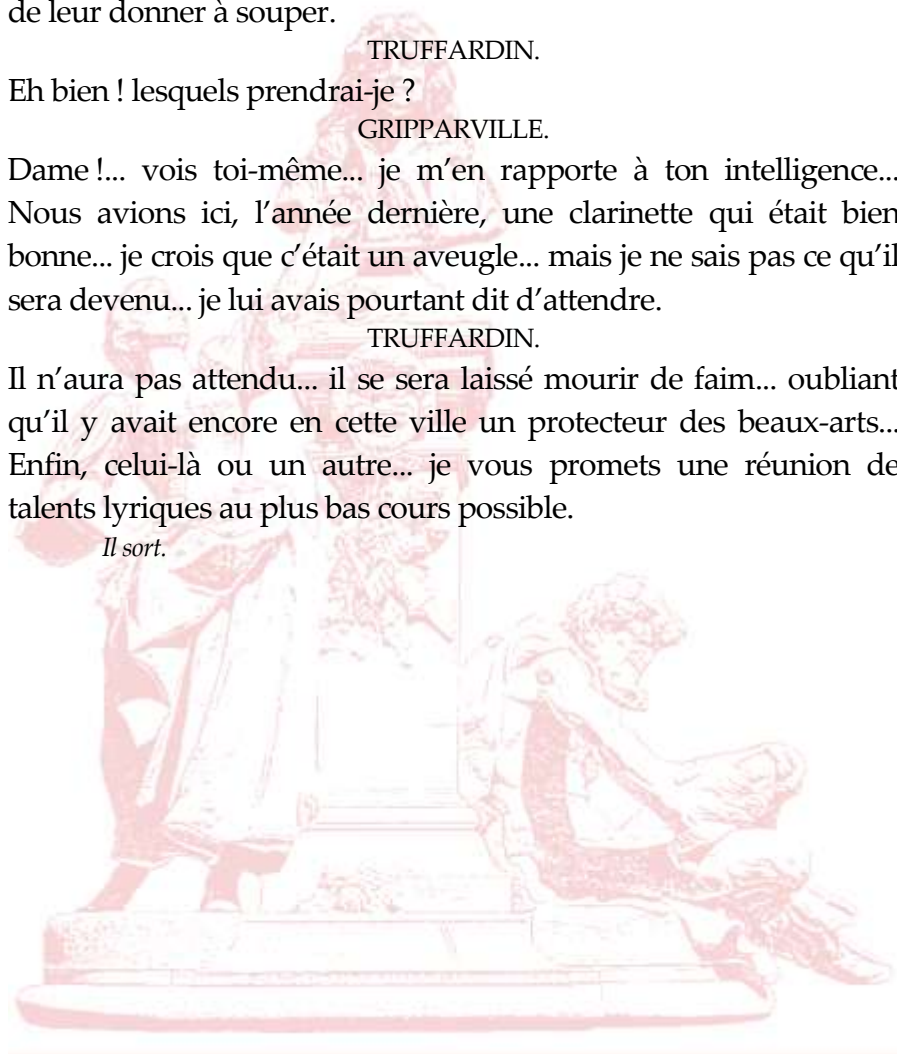 de leur donner à souper.
TRUFFARDIN.
Eh bien ! lesquels prendrai-je ?
GRIPPARVILLE.
Dame !... vois toi-même... je m’en rapporte à ton intelligence...
Nous avions ici, l’année dernière, une clarinette qui était bien
bonne... je crois que c’était un aveugle... mais je ne sais pas ce qu’il
sera devenu... je lui avais pourtant dit d’attendre.
TRUFFARDIN.
Il n’aura pas attendu... il se sera laissé mourir de faim... oubliant
qu’il y avait encore en cette ville un protecteur des beaux-arts...
Enfin, celui-là ou un autre... je vous promets une réunion de
talents lyriques au plus bas cours possible.
Il sort.